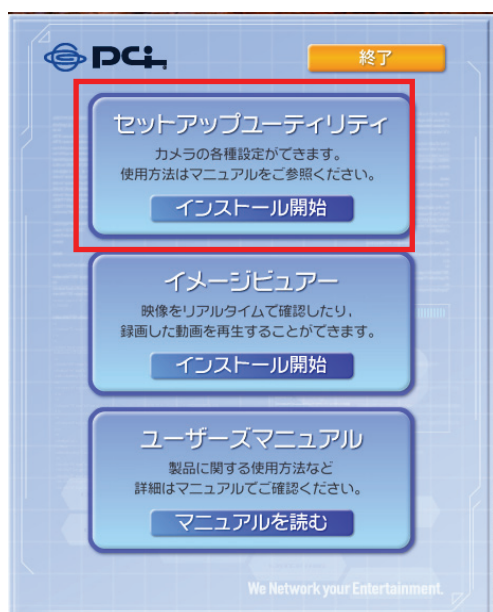 PCi
終了
セットアップユーティリティ
カメラの各種設定ができます。
使用方法はマニュアルをご参照ください。
インストール開始
イメージビュアー
映像をリアルタイムで確認したり、
録画した動画を再生することができます。
インストール開始
ユーザーズマニュアル
製品に関する使用方法など
詳細はマニュアルでご確認ください。
マニュアルを読む
We Network your Entertainment.